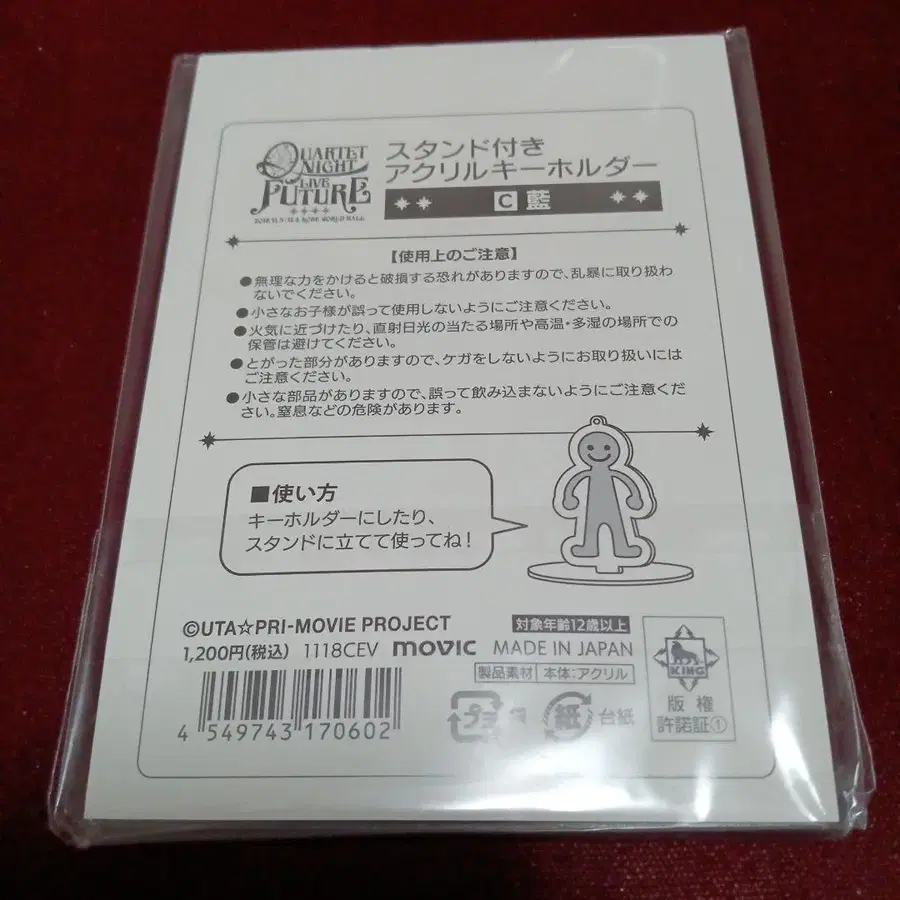 QUARTET
NIGHT
LIVE
FUTURE
スタンド付き
アクリルキーホルダー
C 藍
【使用上のご注意】
●無理な力をかけると破損する恐れがありますので、乱暴に取り扱わ
ないでください。
●小さなお子様が誤って使用しないようにご注意ください。
●火気に近づけたり、直射日光の当たる場所や高温・多湿の場所での
保管は避けてください。
●とがった部分がありますので、ケガをしないようにお取り扱いには
ご注意ください。
●小さな部品がありますので、誤って飲み込まないようにご注意くだ
さい。窒息などの危険があります。
■使い方
キーホルダーにしたり、
スタンドに立てて使ってね!
©UTA☆PRI-MOVIE PROJECT
対象年齢12歳以上
1,200円(税込) 1118CEV movic MADE IN JAPAN
製品素材 本体:アクリル
4 549743 170602
プラ
紙 台紙
KING
版権
許諾証①